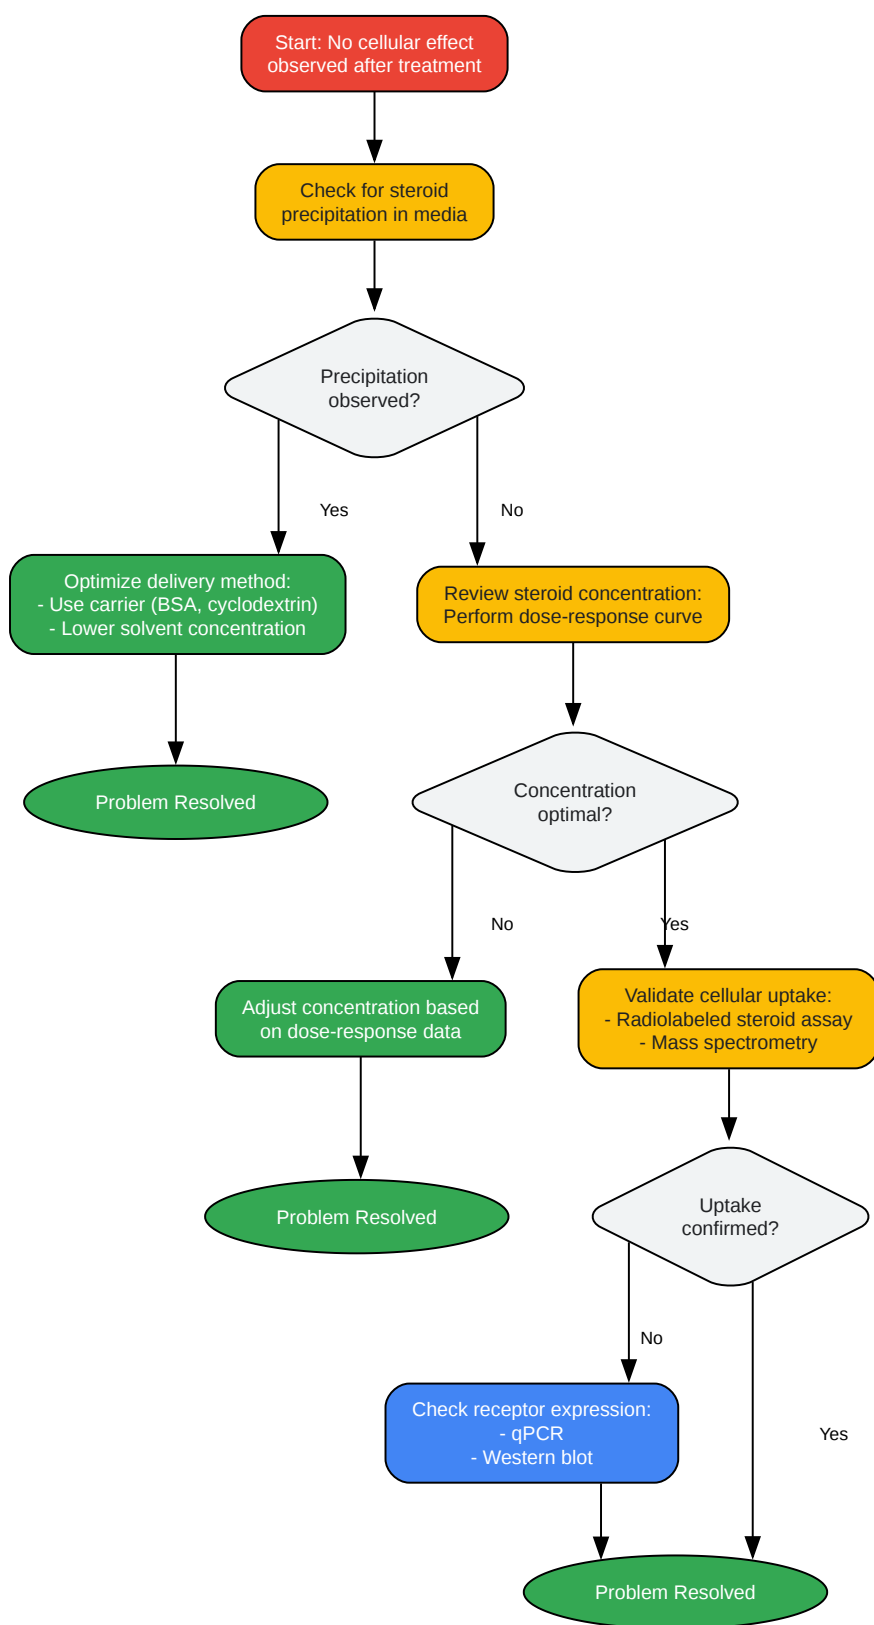 Start: No cellular effect
observed after treatment
Check for steroid
precipitation in media
Precipitation
observed?
Yes
No
Optimize delivery method:
- Use carrier (BSA, cyclodextrin)
- Lower solvent concentration
Review steroid concentration:
Perform dose-response curve
Problem Resolved
Concentration
optimal?
No
Yes
Adjust concentration based
on dose-response data
Validate cellular uptake:
- Radiolabeled steroid assay
- Mass spectrometry
Problem Resolved
Uptake
confirmed?
No
Check receptor expression:
- qPCR
- Western blot
Yes
Problem Resolved